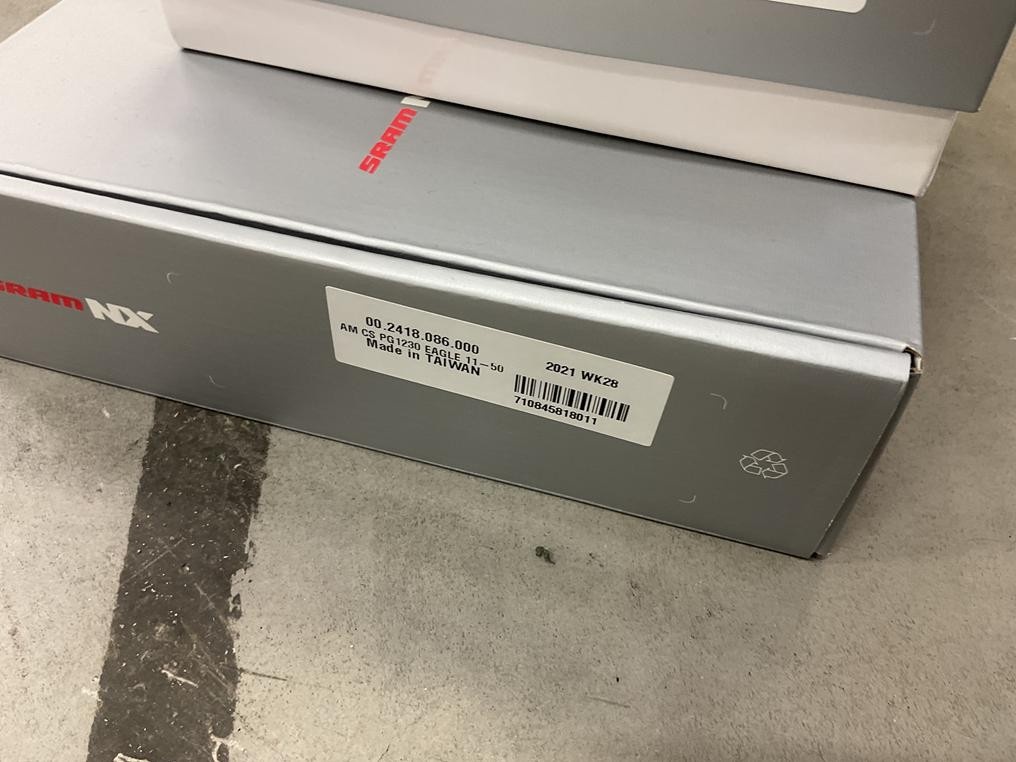 SRAM
SRAM NX
00.2418.086.000
AM CS PG1230 EAGLE 11-50
Made in TAIWAN
2021 WK28
710845818011